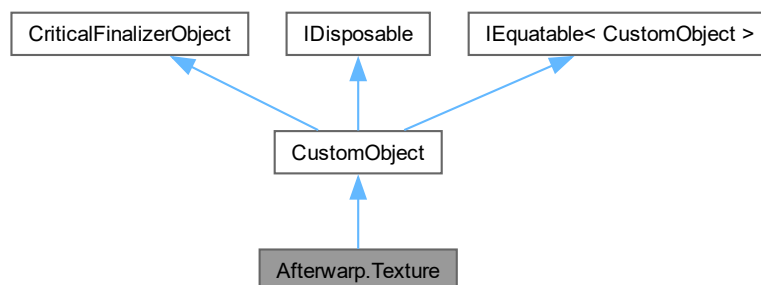 CriticalFinalizerObject
IDisposable
IEquatable< CustomObject >
CustomObject
Afterwarp.Texture